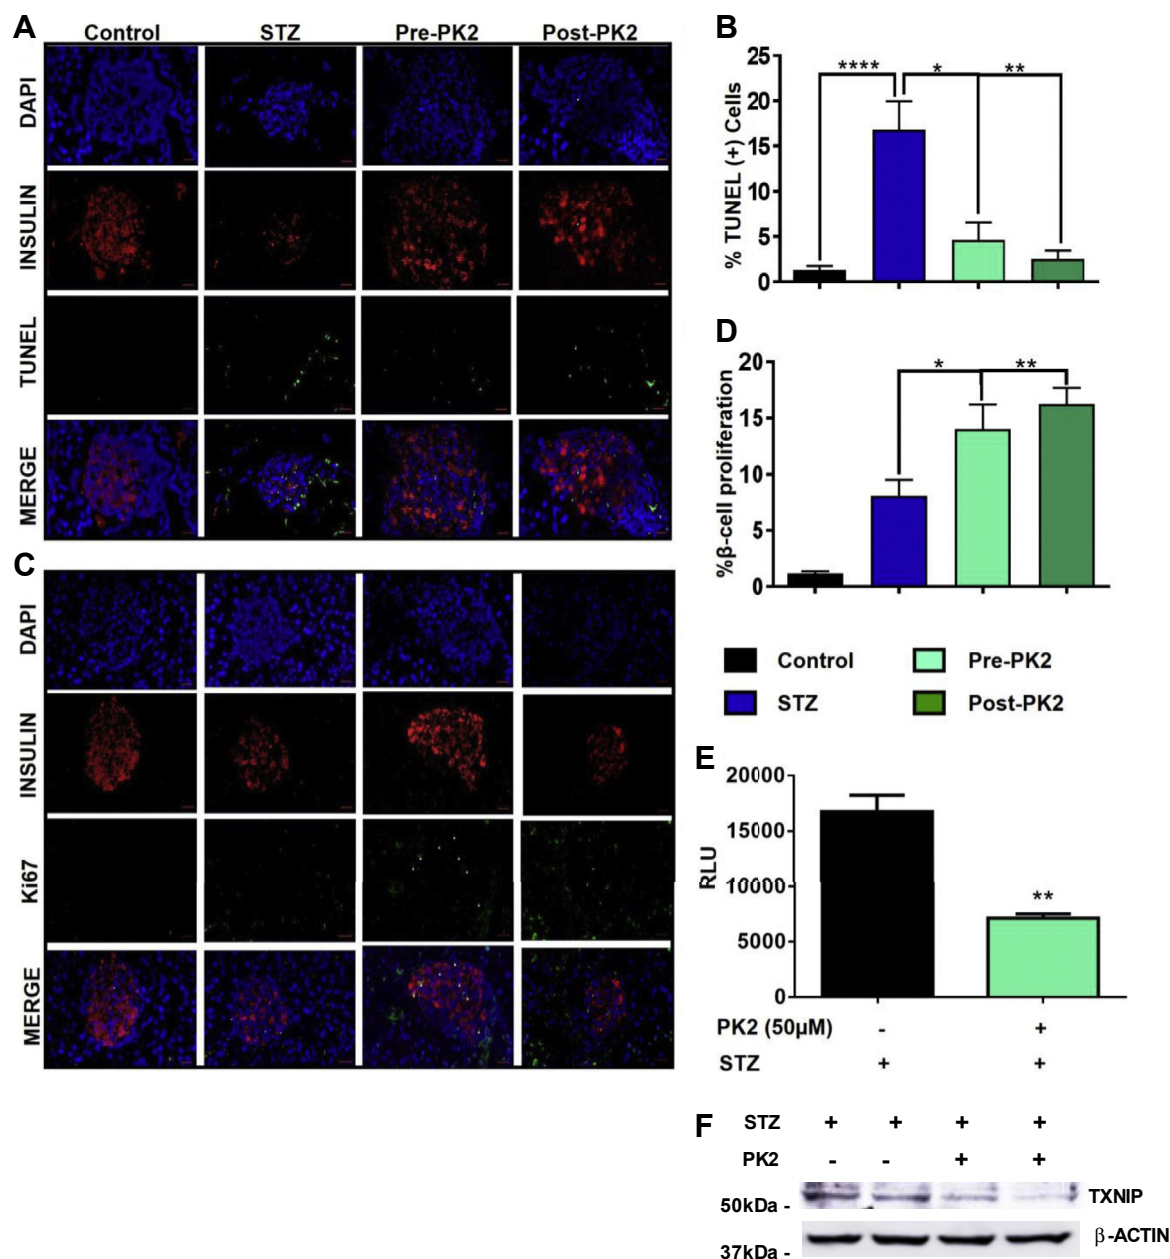 A
Control STZ Pre-PK2 Post-PK2
DAPI
INSULIN
TUNEL
MERGE
B
% TUNEL (+) Cells
25
20
15
10
5
0
**** * **
C
DAPI
INSULIN
Ki67
MERGE
D
%β-cell proliferation
20
15
10
5
0
* **
Control Pre-PK2
STZ Post-PK2
E
RLU
20000
15000
10000
5000
0
**
PK2 (50µM) - +
STZ + +
F
STZ + + + +
PK2 - - + +
50kDa - TXNIP
β-ACTIN
37kDa -